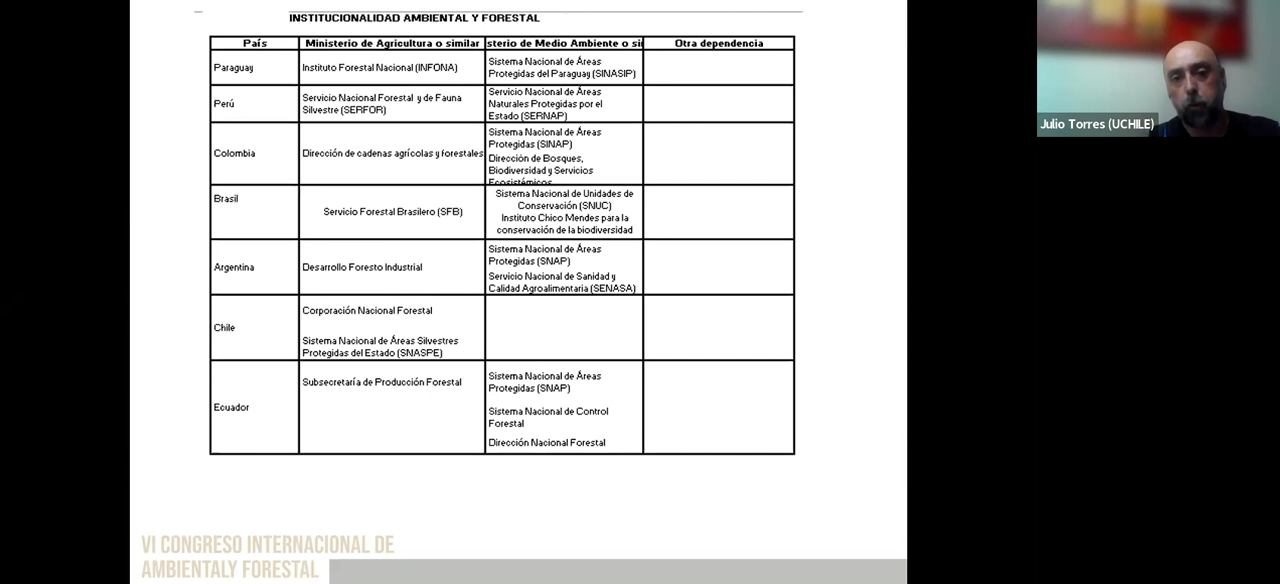 INSTITUCIONALIDAD AMBIENTAL Y FORESTAL
País
Ministerio de Agricultura o similar
sterio de Medio Ambiente o si
Otra dependencia
Paraguay
Instituto Forestal Nacional (INFONA)
Sistema Nacional de Áreas
Protegidas del Paraguay (SINASIP)
Perú
Servicio Nacional Forestal y de Fauna
Silvestre (SERFOR)
Servicio Nacional de Áreas
Naturales Protegidas por el
Estado (SERNAP)
Colombia
Dirección de cadenas agrícolas y forestales
Sistema Nacional de Áreas
Protegidas (SINAP)
Dirección de Bosques,
Biodiversidad y Servicios
Ecosistémicos
Brasil
Servicio Forestal Brasilero (SFB)
Sistema Nacional de Unidades de
Conservación (SNUC)
Instituto Chico Mendes para la
conservación de la biodiversidad
Argentina
Desarrollo Foresto Industrial
Sistema Nacional de Áreas
Protegidas (SNAP)
Servicio Nacional de Sanidad y
Calidad Agroalimentaria (SENASA)
Chile
Corporación Nacional Forestal
Sistema Nacional de Áreas Silvestres
Protegidas del Estado (SNASPE)
Ecuador
Subsecretaría de Producción Forestal
Sistema Nacional de Áreas
Protegidas (SNAP)
Sistema Nacional de Control
Forestal
Dirección Nacional Forestal
VI CONGRESO INTERNACIONAL DE
AMBIENTALY FORESTAL
Julio Torres (UCHILE)